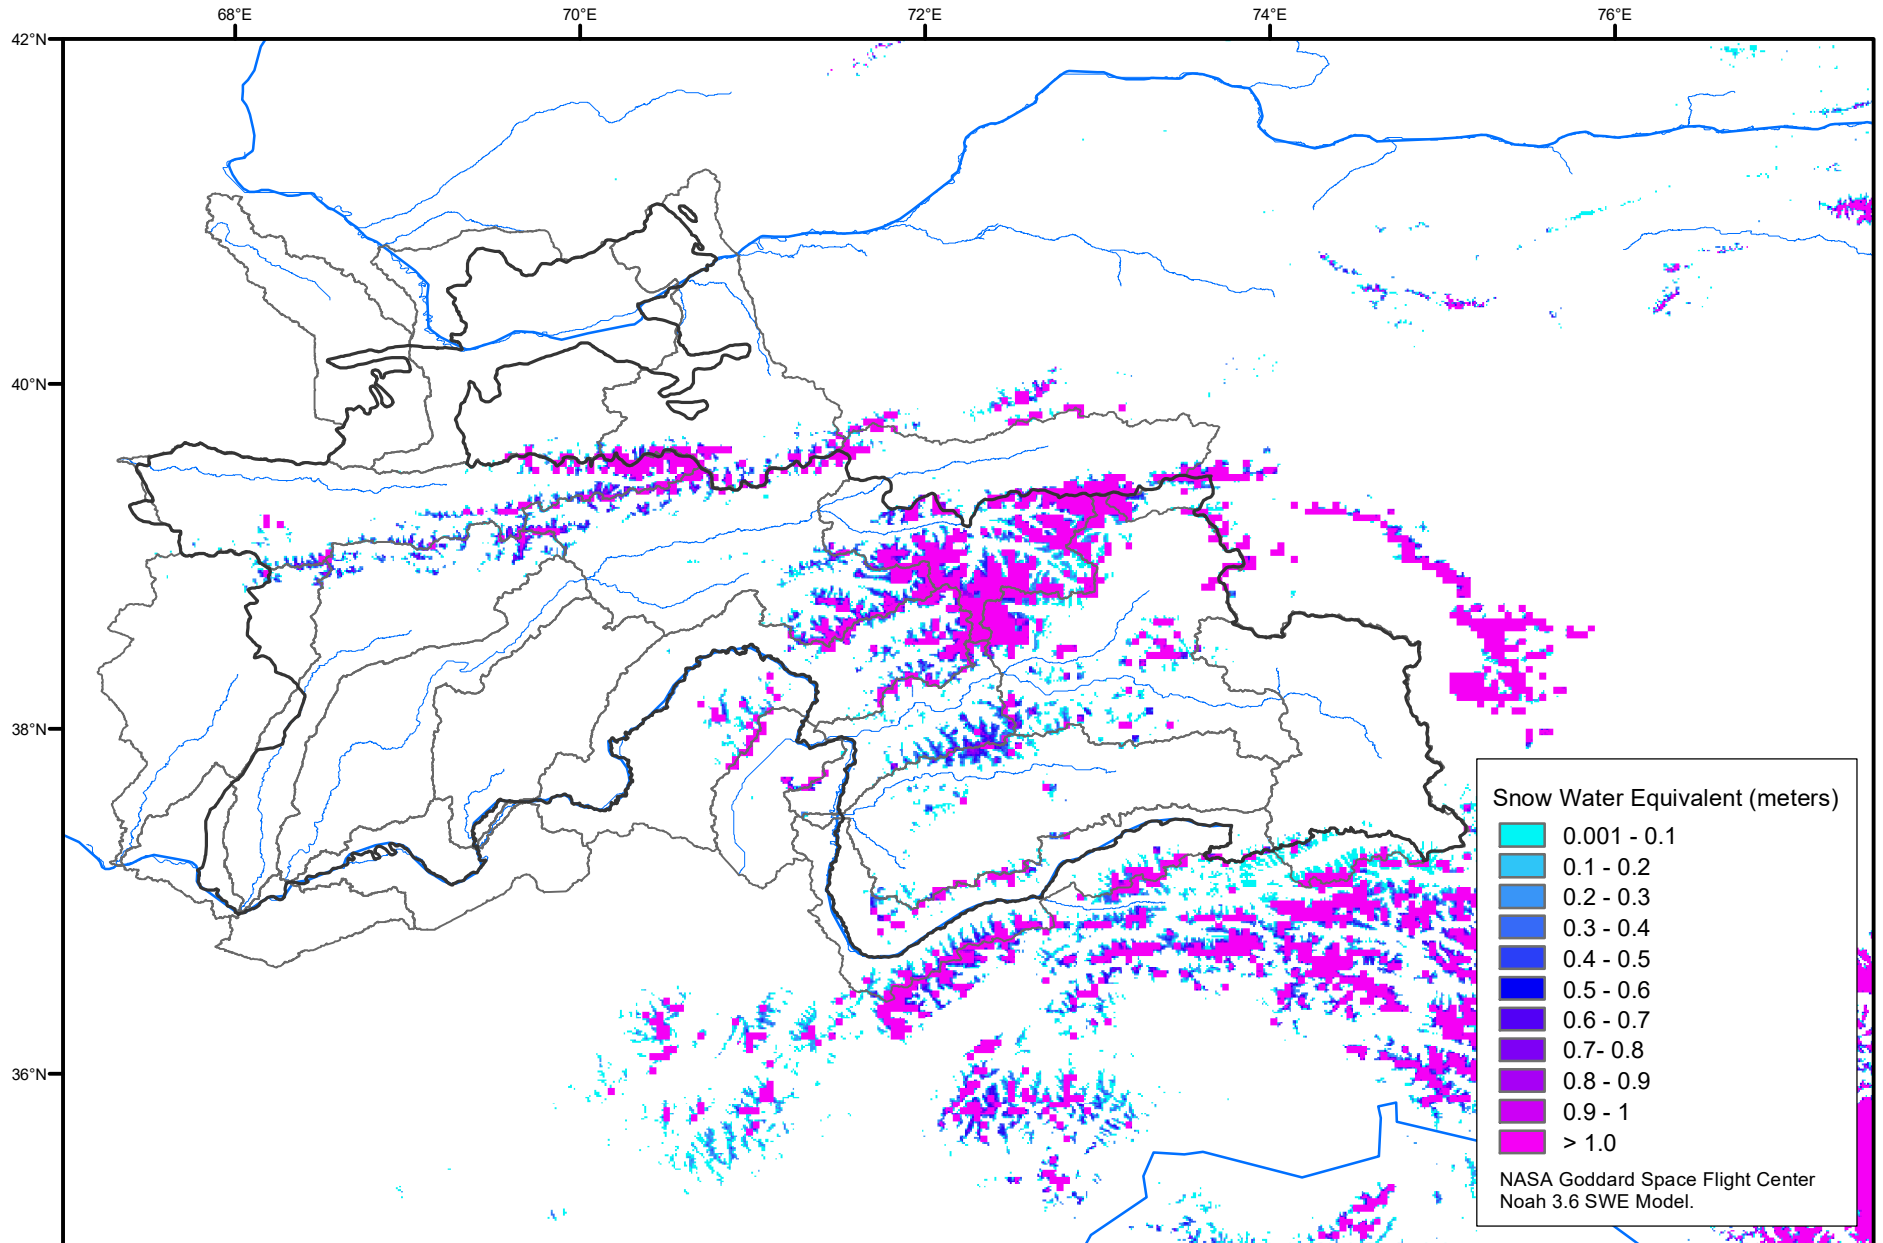 68°E 70°E 72°E 74°E 76°E
42°N
40°N
38°N
36°N
Snow Water Equivalent (meters)
0.001 - 0.1
0.1 - 0.2
0.2 - 0.3
0.3 - 0.4
0.4 - 0.5
0.5 - 0.6
0.6 - 0.7
0.7- 0.8
0.8 - 0.9
0.9 - 1
> 1.0
NASA Goddard Space Flight Center
Noah 3.6 SWE Model.